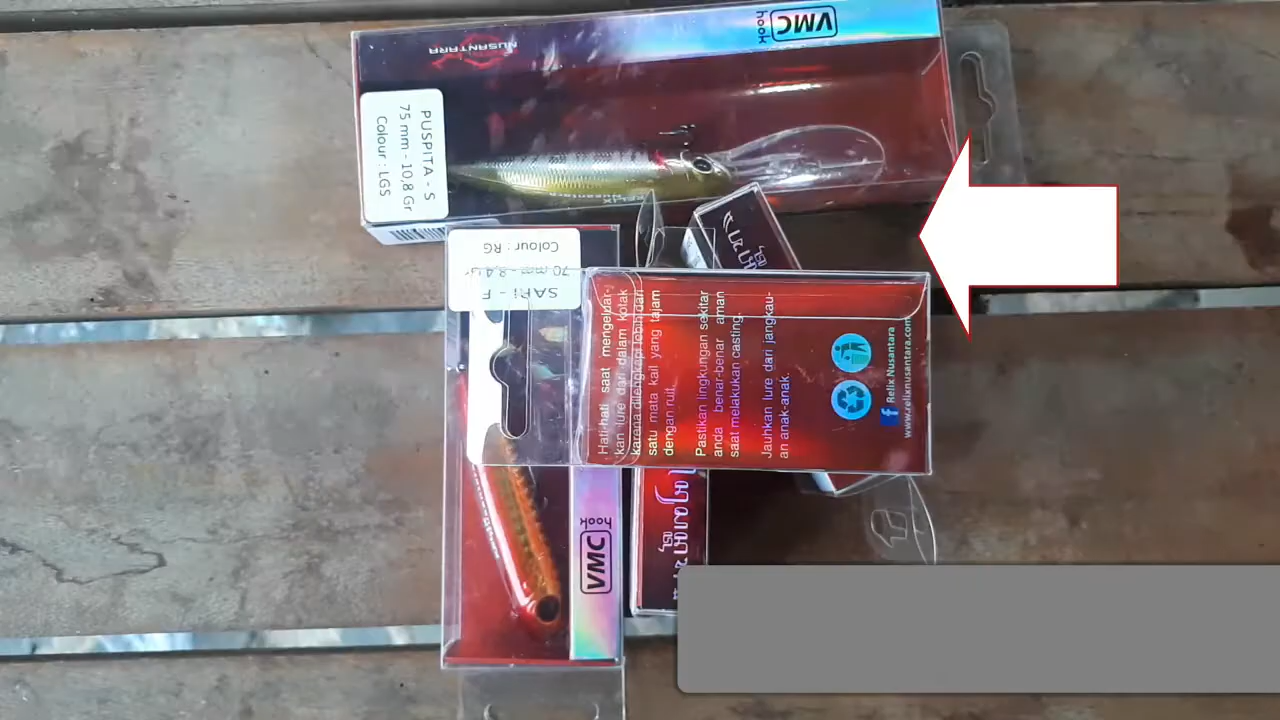 VMC
hook
NUSANTARA
PUSPITA - S
75 mm - 10,8 Gr
Colour : LGS
Colour : RG
Hati-hati saat mengeluar-
kan lure dari dalam kotak
karena dilengkapi lebih dari
satu mata kail yang tajam
dengan ruit.
Pastikan lingkungan sekitar
anda benar-benar aman
saat melakukan casting.
Jauhkan lure dari jangkau-
an anak-anak.
f Relix Nusantara
www.relixnusantara.com
VMC
hook